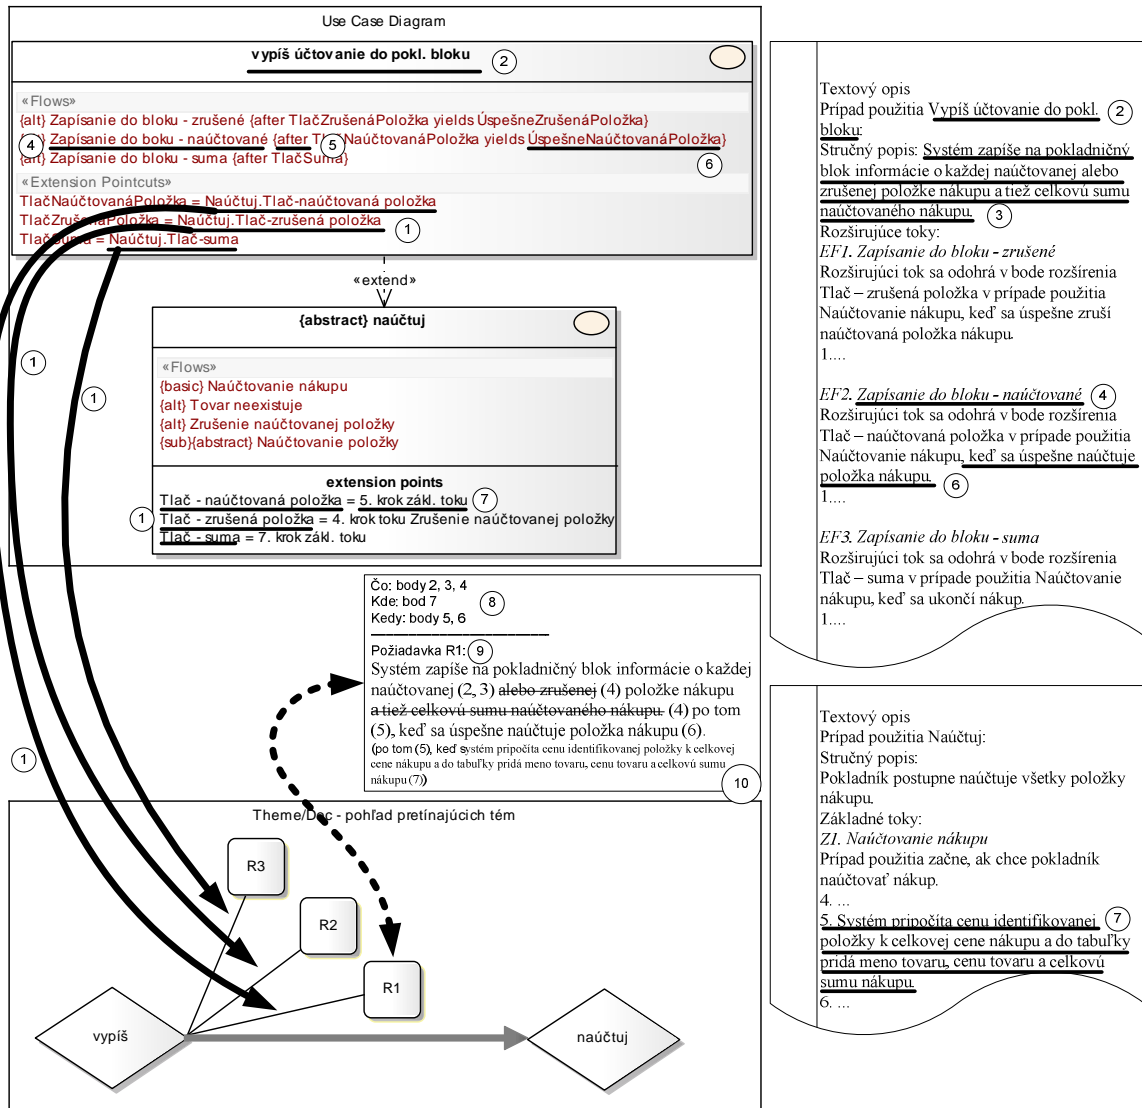 Use Case Diagram
vypíš účtovanie do pokl. bloku 2
«Flows»
{alt} Zapísanie do bloku - zrušené {after TlačZrušenáPoložka yields ÚspešneZrušenáPoložka}
4 Zapísanie do boku - naúčtované {after 5 NaúčtovanáPoložka yields ÚspešneNaúčtovanáPoložka}
{alt} Zapísanie do bloku - suma {after TlačSuma}
6
«Extension Pointcuts»
TlačNaúčtovanáPoložka = Naúčtuj.Tlač-naúčtovaná položka
TlačZrušenáPoložka = Naúčtuj.Tlač-zrušená položka
1
TlačSuma = Naúčtuj.Tlač-suma
«extend»
{abstract} naúčtuj
«Flows»
{basic} Naúčtovanie nákupu
{alt} Tovar neexistuje
{alt} Zrušenie naúčtovanej položky
{sub}{abstract} Naúčtovanie položky
1
1
extension points
Tlač - naúčtovaná položka = 5. krok zákl. toku 7
1 Tlač - zrušená položka = 4. krok toku Zrušenie naúčtovanej položky
Tlač - suma = 7. krok zákl. toku
Čo: body 2, 3, 4
Kde: bod 7
8
Kedy: body 5, 6
Požiadavka R1: 9
Systém zapíše na pokladničný blok informácie o každej
naúčtovanej (2, 3) alebo zrušenej (4) položke nákupu
a tiež celkovú sumu naúčtovaného nákupu. (4) po tom
(5), keď sa úspešne naúčtuje položka nákupu (6).
(po tom (5), keď systém pripočíta cenu identifikovanej položky k celkovej
cene nákupu a do tabuľky pridá meno tovaru, cenu tovaru a celkovú sumu
nákupu (7))
10
1
Theme/Doc - pohľad pretínajúcich tém
R3
R2
R1
vypíš
naúčtuj
Textový opis
Prípad použitia Vypíš účtovanie do pokl. 2
bloku:
Stručný popis: Systém zapíše na pokladničný
blok informácie o každej naúčtovanej alebo
zrušenej položke nákupu a tiež celkovú sumu
naúčtovaného nákupu. 3
Rozširujúce toky:
EF1. Zapísanie do bloku - zrušené
Rozširujúci tok sa odohrá v bode rozšírenia
Tlač – zrušená položka v prípade použitia
Naúčtovanie nákupu, keď sa úspešne zruší
naúčtovaná položka nákupu.
1....
EF2. Zapísanie do bloku - naúčtované 4
Rozširujúci tok sa odohrá v bode rozšírenia
Tlač – naúčtovaná položka v prípade použitia
Naúčtovanie nákupu, keď sa úspešne naúčtuje
položka nákupu. 6
1....
EF3. Zapísanie do bloku - suma
Rozširujúci tok sa odohrá v bode rozšírenia
Tlač – suma v prípade použitia Naúčtovanie
nákupu, keď sa ukončí nákup.
1....
Textový opis
Prípad použitia Naúčtuj:
Stručný popis:
Pokladník postupne naúčtuje všetky položky
nákupu.
Základné toky:
Z1. Naúčtovanie nákupu
Prípad použitia začne, ak chce pokladník
naúčtovať nákup.
4. ...
5. Systém pripočíta cenu identifikovanej 7
položky k celkovej cene nákupu a do tabuľky
pridá meno tovaru, cenu tovaru a celkovú
sumu nákupu.
6. ...